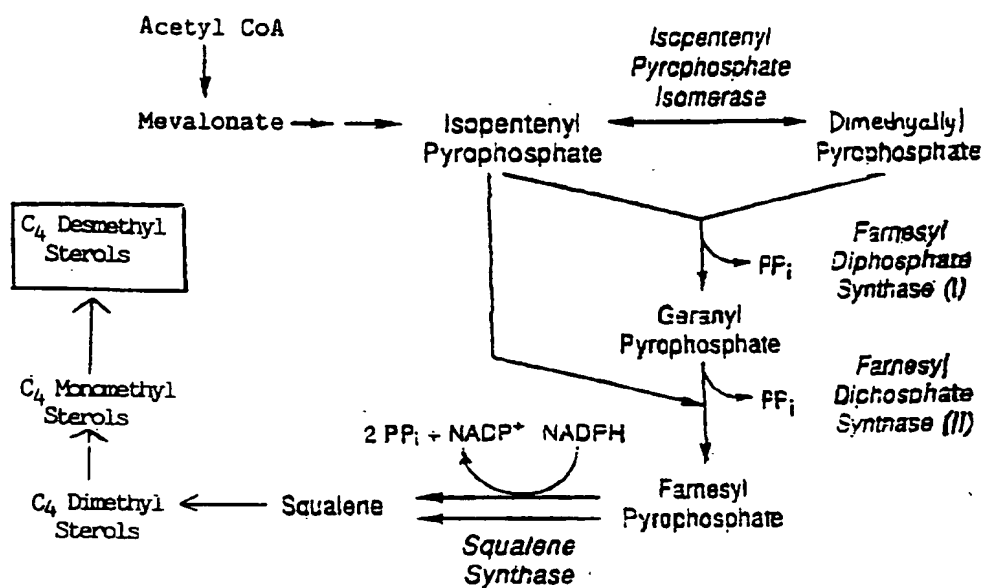 Acetyl CoA
Mevalonate
Isopentenyl
Pyrophosphate
Isopentenyl
Pyrophosphate
Isomerase
Dimethyallyl
Pyrophosphate
PPi
Farnesyl
Diphosphate
Synthase (I)
Geranyl
Pyrophosphate
PPi
Farnesyl
Diphosphate
Synthase (II)
Farnesyl
Pyrophosphate
2 PPi + NADP+ NADPH
Squalene
Synthase
Squalene
C4 Dimethyl
Sterols
C4 Monomethyl
Sterols
C4 Desmethyl
Sterols